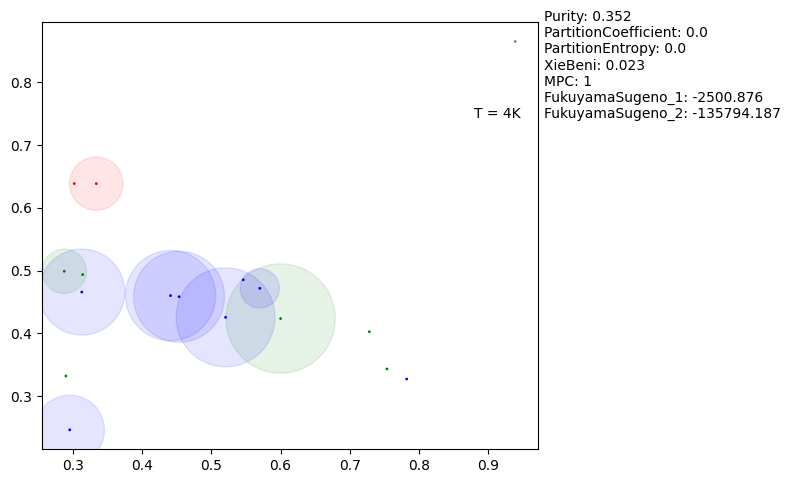 Purity: 0.352
PartitionCoefficient: 0.0
PartitionEntropy: 0.0
XieBeni: 0.023
MPC: 1
FukuyamaSugeno_1: -2500.876
FukuyamaSugeno_2: -135794.187
T = 4K
0.8
0.7
0.6
0.5
0.4
0.3
0.3 0.4 0.5 0.6 0.7 0.8 0.9